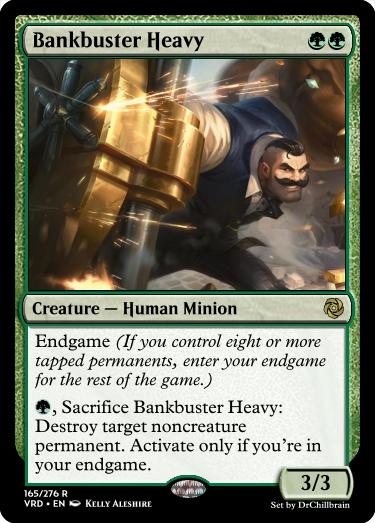 Bankbuster Heavy
Creature — Human Minion
Endgame (If you control eight or more
tapped permanents, enter your endgame
for the rest of the game.)
, Sacrifice Bankbuster Heavy:
Destroy target noncreature
permanent. Activate only if you're in
your endgame.
3/3
165/276 R
VRD • EN Kelly Aleshire
Set by DrChillbrain